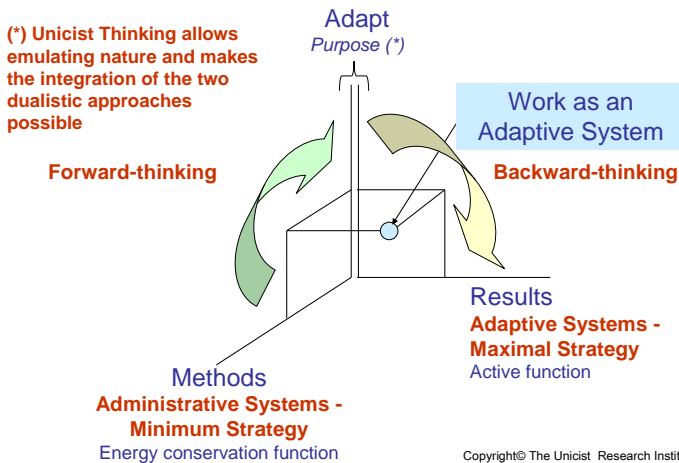 Adapt
Purpose (*)
(*) Unicist Thinking allows
emulating nature and makes
the integration of the two
dualistic approaches
possible
Work as an
Adaptive System
Forward-thinking
Backward-thinking
Results
Adaptive Systems -
Maximal Strategy
Active function
Methods
Administrative Systems -
Minimum Strategy
Energy conservation function
Copyright© The Unicist Research Instit